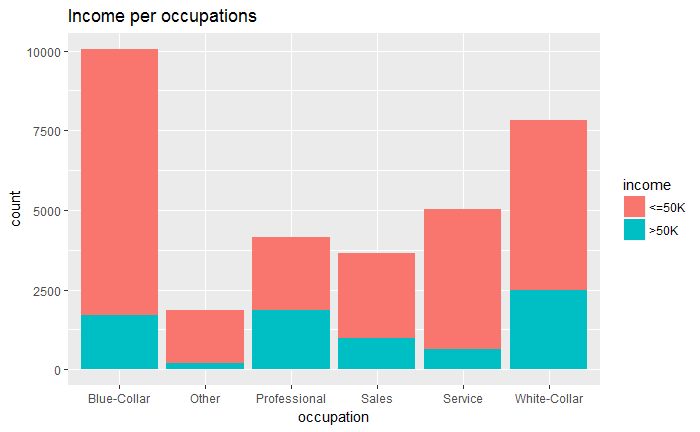 Income per occupations
10000
7500
5000
2500
0
count
Blue-Collar Other Professional Sales Service White-Collar
occupation
income
<=50K
>50K